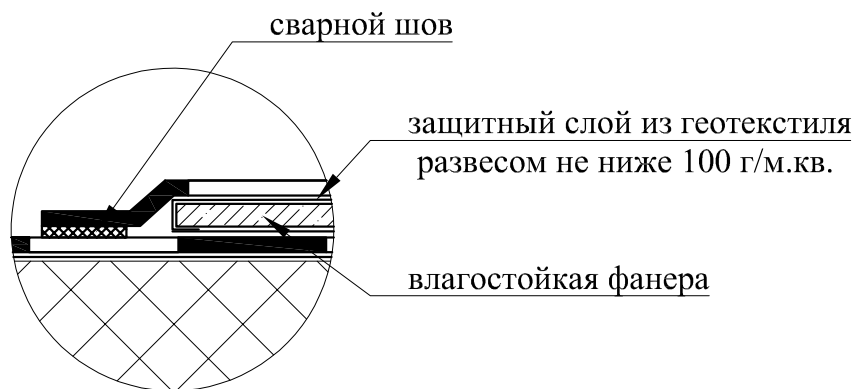 сварной шов
защитный слой из геотекстиля
развесом не ниже 100 г/м.кв.
влагостойкая фанера